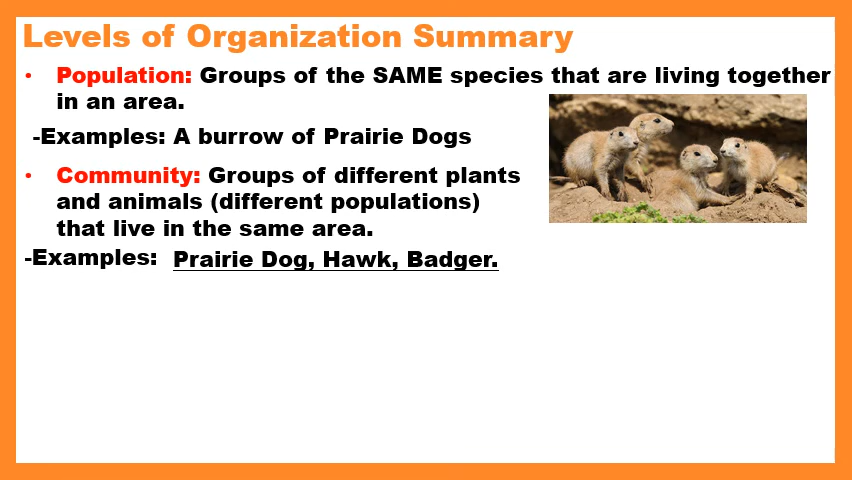 Levels of Organization Summary
• Population: Groups of the SAME species that are living together
in an area.
-Examples: A burrow of Prairie Dogs
• Community: Groups of different plants
and animals (different populations)
that live in the same area.
-Examples: Prairie Dog, Hawk, Badger.